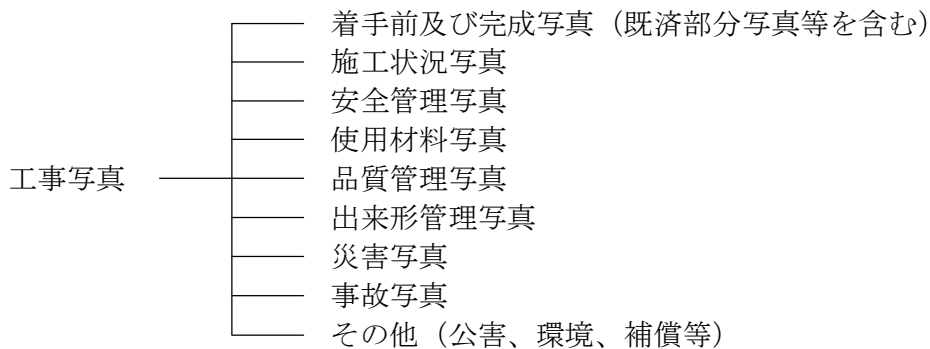 着手前及び完成写真（既済部分写真等を含む）
施工状況写真
安全管理写真
使用材料写真
工事写真
品質管理写真
出来形管理写真
災害写真
事故写真
その他（公害、環境、補償等）